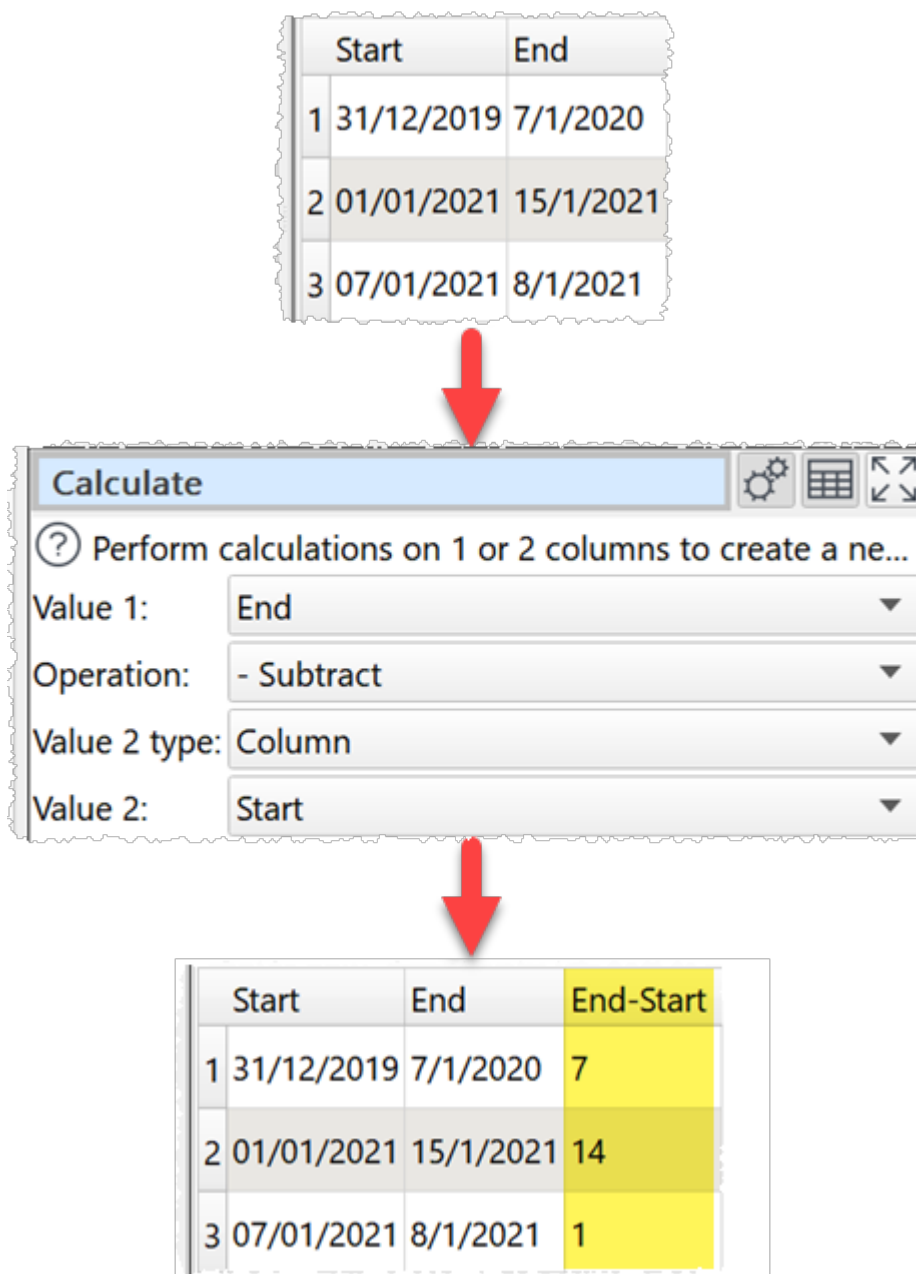 Start End
1 31/12/2019 7/1/2020
2 01/01/2021 15/1/2021
3 07/01/2021 8/1/2021
Calculate
? Perform calculations on 1 or 2 columns to create a ne...
Value 1: End
Operation: - Subtract
Value 2 type: Column
Value 2: Start
Start End End-Start
1 31/12/2019 7/1/2020 7
2 01/01/2021 15/1/2021 14
3 07/01/2021 8/1/2021 1